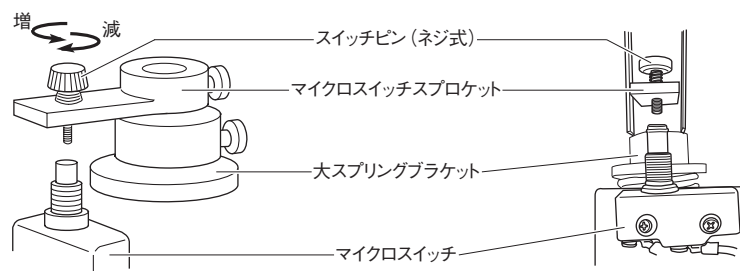 増
減
スイッチピン（ネジ式）
マイクロスイッチスプロケット
大スプリングブラケット
マイクロスイッチ